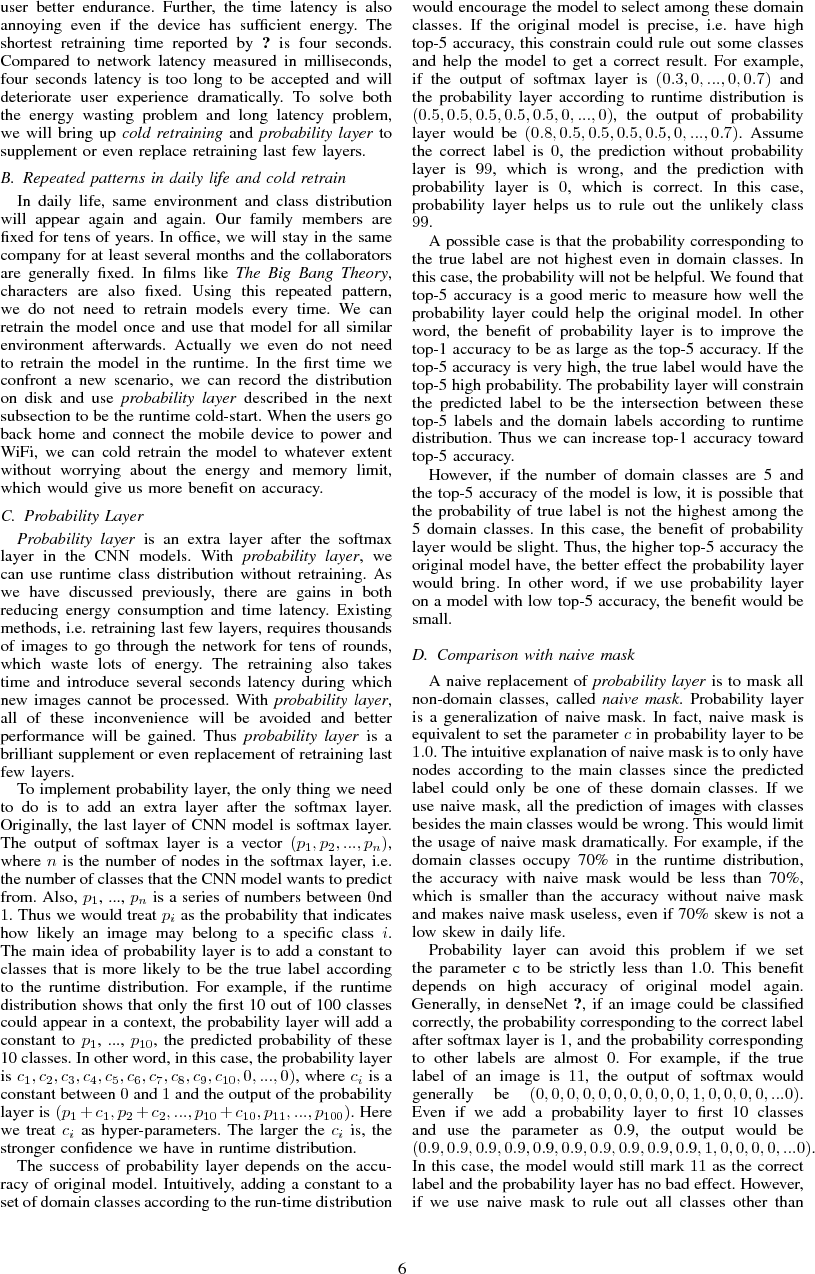 user better endurance. Further, the time latency is also
annoying even if the device has sufficient energy. The
shortest retraining time reported by ? is four seconds.
Compared to network latency measured in milliseconds,
four seconds latency is too long to be accepted and will
deteriorate user experience dramatically. To solve both
the energy wasting problem and long latency problem,
we will bring up cold retraining and probability layer to
supplement or even replace retraining last few layers.
B. Repeated patterns in daily life and cold retrain
In daily life, same environment and class distribution
will appear again and again. Our family members are
fixed for tens of years. In office, we will stay in the same
company for at least several months and the collaborators
are generally fixed. In films like The Big Bang Theory,
characters are also fixed. Using this repeated pattern,
we do not need to retrain models every time. We can
retrain the model once and use that model for all similar
environment afterwards. Actually we even do not need
to retrain the model in the runtime. In the first time we
confront a new scenario, we can record the distribution
on disk and use probability layer described in the next
subsection to be the runtime cold-start. When the users go
back home and connect the mobile device to power and
WiFi, we can cold retrain the model to whatever extent
without worrying about the energy and memory limit,
which would give us more benefit on accuracy.
C. Probability Layer
Probability layer is an extra layer after the softmax
layer in the CNN models. With probability layer, we
can use runtime class distribution without retraining. As
we have discussed previously, there are gains in both
reducing energy consumption and time latency. Existing
methods, i.e. retraining last few layers, requires thousands
of images to go through the network for tens of rounds,
which waste lots of energy. The retraining also takes
time and introduce several seconds latency during which
new images cannot be processed. With probability layer,
all of these inconvenience will be avoided and better
performance will be gained. Thus probability layer is a
brilliant supplement or even replacement of retraining last
few layers.
To implement probability layer, the only thing we need
to do is to add an extra layer after the softmax layer.
Originally, the last layer of CNN model is softmax layer.
The output of softmax layer is a vector (p1, p2, ..., pn),
where n is the number of nodes in the softmax layer, i.e.
the number of classes that the CNN model wants to predict
from. Also, p1, ..., pn is a series of numbers between 0nd
1. Thus we would treat pi as the probability that indicates
how likely an image may belong to a specific class i.
The main idea of probability layer is to add a constant to
classes that is more likely to be the true label according
to the runtime distribution. For example, if the runtime
distribution shows that only the first 10 out of 100 classes
could appear in a context, the probability layer will add a
constant to p1, ..., p10, the predicted probability of these
10 classes. In other word, in this case, the probability layer
is c1, c2, c3, c4, c5, c6, c7, c8, c9, c10, 0, ..., 0), where ci is a
constant between 0 and 1 and the output of the probability
layer is (p1 + c1, p2 + c2, ..., p10 + c10, p11, ..., p100). Here
we treat ci as hyper-parameters. The larger the ci is, the
stronger confidence we have in runtime distribution.
The success of probability layer depends on the accu-
racy of original model. Intuitively, adding a constant to a
set of domain classes according to the run-time distribution
would encourage the model to select among these domain
classes. If the original model is precise, i.e. have high
top-5 accuracy, this constrain could rule out some classes
and help the model to get a correct result. For example,
if the output of softmax layer is (0.3, 0, ..., 0, 0.7) and
the probability layer according to runtime distribution is
(0.5, 0.5, 0.5, 0.5, 0.5, 0, ..., 0), the output of probability
layer would be (0.8, 0.5, 0.5, 0.5, 0.5, 0, ..., 0.7). Assume
the correct label is 0, the prediction without probability
layer is 99, which is wrong, and the prediction with
probability layer is 0, which is correct. In this case,
probability layer helps us to rule out the unlikely class
99.
A possible case is that the probability corresponding to
the true label are not highest even in domain classes. In
this case, the probability will not be helpful. We found that
top-5 accuracy is a good meric to measure how well the
probability layer could help the original model. In other
word, the benefit of probability layer is to improve the
top-1 accuracy to be as large as the top-5 accuracy. If the
top-5 accuracy is very high, the true label would have the
top-5 high probability. The probability layer will constrain
the predicted label to be the intersection between these
top-5 labels and the domain labels according to runtime
distribution. Thus we can increase top-1 accuracy toward
top-5 accuracy.
However, if the number of domain classes are 5 and
the top-5 accuracy of the model is low, it is possible that
the probability of true label is not the highest among the
5 domain classes. In this case, the benefit of probability
layer would be slight. Thus, the higher top-5 accuracy the
original model have, the better effect the probability layer
would bring. In other word, if we use probability layer
on a model with low top-5 accuracy, the benefit would be
small.
D. Comparison with naive mask
A naive replacement of probability layer is to mask all
non-domain classes, called naive mask. Probability layer
is a generalization of naive mask. In fact, naive mask is
equivalent to set the parameter c in probability layer to be
1.0. The intuitive explanation of naive mask is to only have
nodes according to the main classes since the predicted
label could only be one of these domain classes. If we
use naive mask, all the prediction of images with classes
besides the main classes would be wrong. This would limit
the usage of naive mask dramatically. For example, if the
domain classes occupy 70% in the runtime distribution,
the accuracy with naive mask would be less than 70%,
which is smaller than the accuracy without naive mask
and makes naive mask useless, even if 70% skew is not a
low skew in daily life.
Probability layer can avoid this problem if we set
the parameter c to be strictly less than 1.0. This benefit
depends on high accuracy of original model again.
Generally, in denseNet ?, if an image could be classified
correctly, the probability corresponding to the correct label
after softmax layer is 1, and the probability corresponding
to other labels are almost 0. For example, if the true
label of an image is 11, the output of softmax would
generally be (0, 0, 0, 0, 0, 0, 0, 0, 0, 0, 1, 0, 0, 0, 0, ...0).
Even if we add a probability layer to first 10 classes
and use the parameter as 0.9, the output would be
(0.9, 0.9, 0.9, 0.9, 0.9, 0.9, 0.9, 0.9, 0.9, 0.9, 1, 0, 0, 0, 0, ...0).
In this case, the model would still mark 11 as the correct
label and the probability layer has no bad effect. However,
if we use naive mask to rule out all classes other than
6